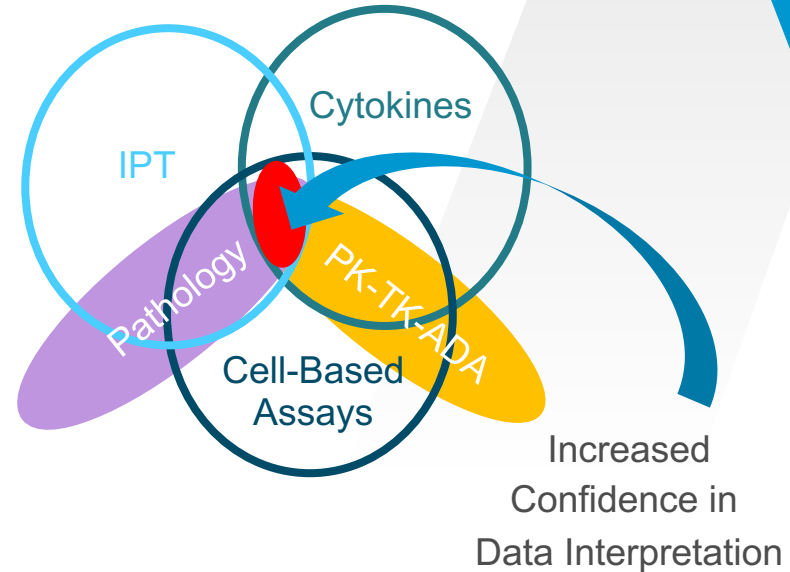 Cytokines
IPT
Pathology
PK-TK-ADA
Cell-Based
Assays
Increased
Confidence in
Data Interpretation